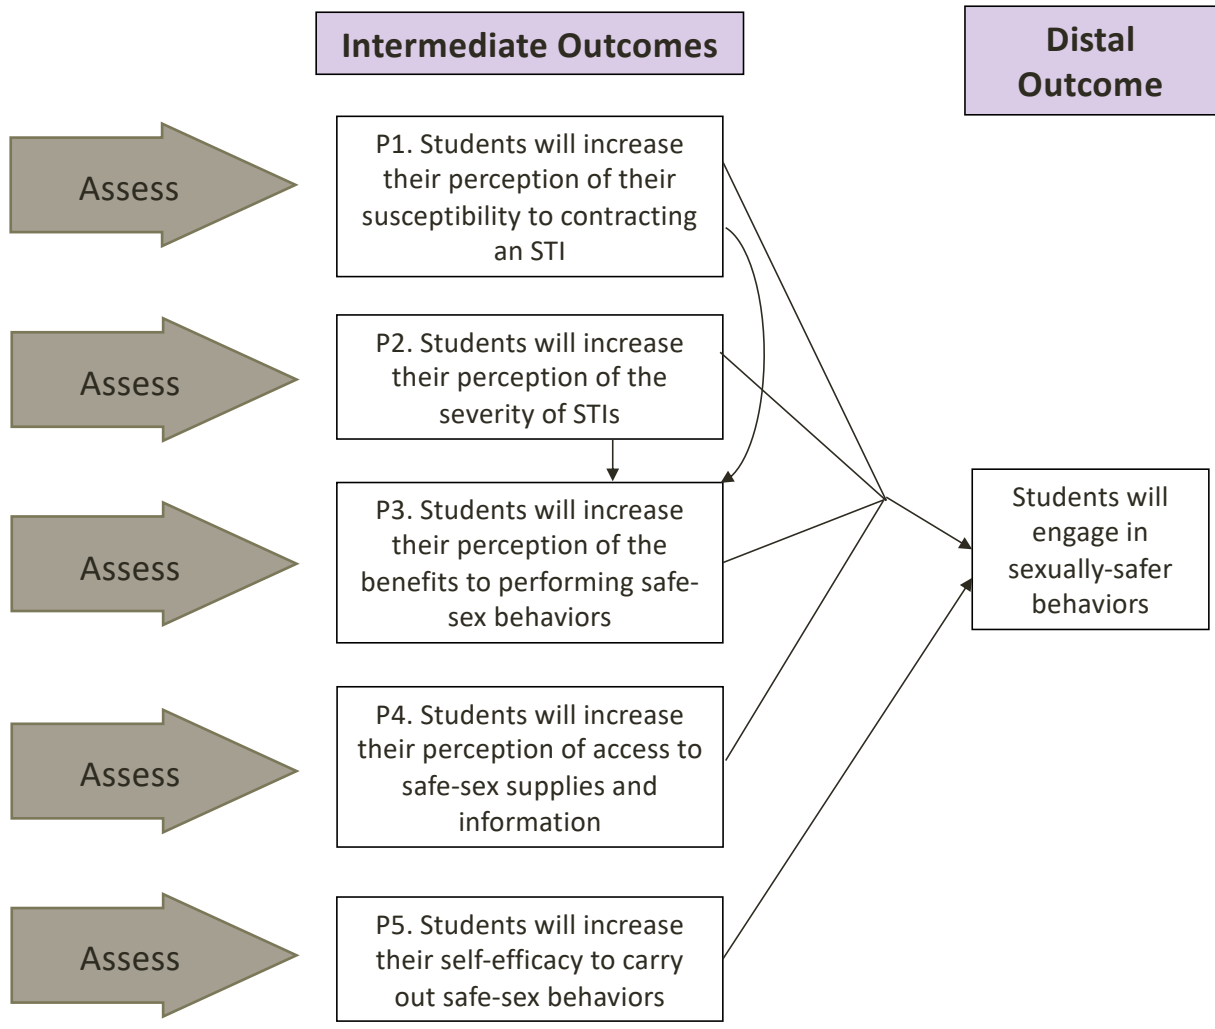 Intermediate Outcomes
Distal
Outcome
Assess
P1. Students will increase
their perception of their
susceptibility to contracting
an STI
Assess
P2. Students will increase
their perception of the
severity of STIs
Assess
P3. Students will increase
their perception of the
benefits to performing safe-
sex behaviors
Students will
engage in
sexually-safer
behaviors
Assess
P4. Students will increase
their perception of access to
safe-sex supplies and
information
Assess
P5. Students will increase
their self-efficacy to carry
out safe-sex behaviors